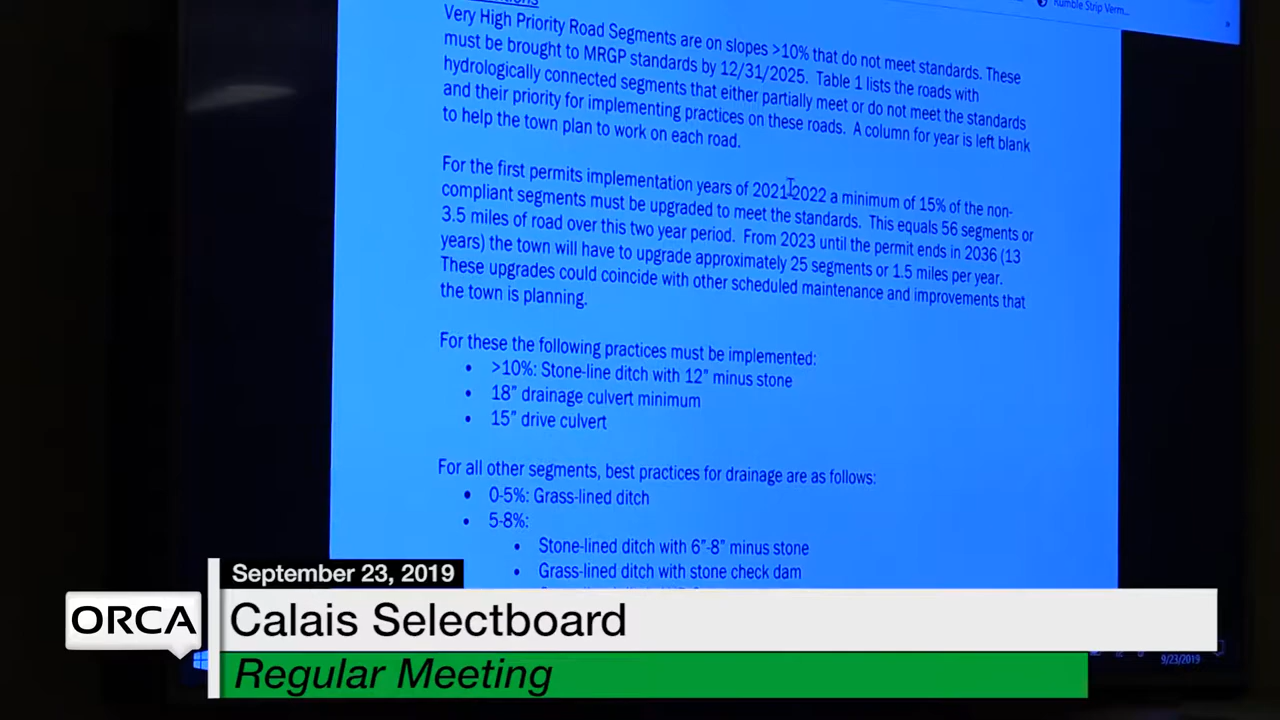 Rumble Strip Verm...
Very High Priority Road Segments are on slopes >10% that do not meet standards. These
must be brought to MRGP standards by 12/31/2025. Table 1 lists the roads with
hydrologically connected segments that either partially meet or do not meet the standards
and their priority for implementing practices on these roads. A column for year is left blank
to help the town plan to work on each road.
For the first permits implementation years of 2021-2022 a minimum of 15% of the non-
compliant segments must be upgraded to meet the standards. This equals 56 segments or
3.5 miles of road over this two year period. From 2023 until the permit ends in 2036 (13
years) the town will have to upgrade approximately 25 segments or 1.5 miles per year.
These upgrades could coincide with other scheduled maintenance and improvements that
the town is planning.
For these the following practices must be implemented:
• >10%: Stone-line ditch with 12" minus stone
• 18" drainage culvert minimum
• 15" drive culvert
For all other segments, best practices for drainage are as follows:
• 0-5%: Grass-lined ditch
• 5-8%:
• Stone-lined ditch with 6"-8" minus stone
• Grass-lined ditch with stone check dam
September 23, 2019
ORCA
Calais Selectboard
Regular Meeting
9/23/2019